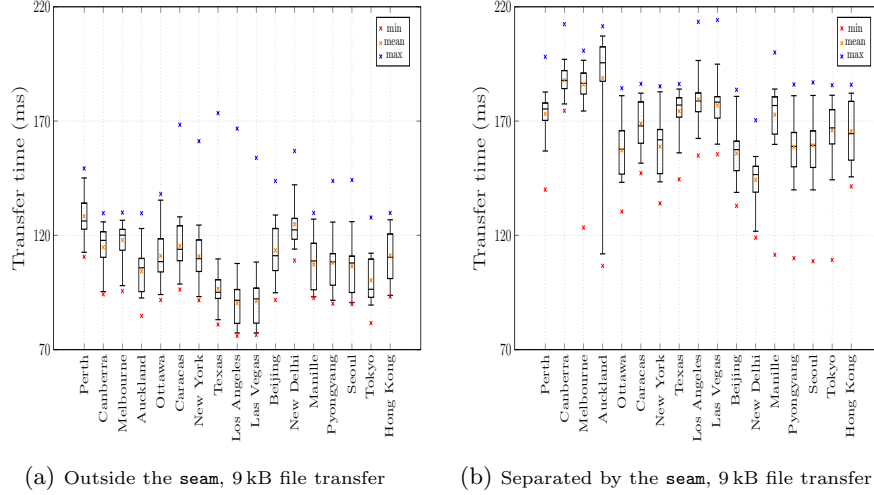 220
170
120
70
Transfer time (ms)
min
mean
max
Perth
Canberra
Melbourne
Auckland
Ottawa
Caracas
New York
Texas
Los Angeles
Las Vegas
Beijing
New Delhi
Manille
Pyongyang
Seoul
Tokyo
Hong Kong
(a) Outside the seam, 9 kB file transfer
220
170
120
70
Transfer time (ms)
min
mean
max
Perth
Canberra
Melbourne
Auckland
Ottawa
Caracas
New York
Texas
Los Angeles
Las Vegas
Beijing
New Delhi
Manille
Pyongyang
Seoul
Tokyo
Hong Kong
(b) Separated by the seam, 9 kB file transfer